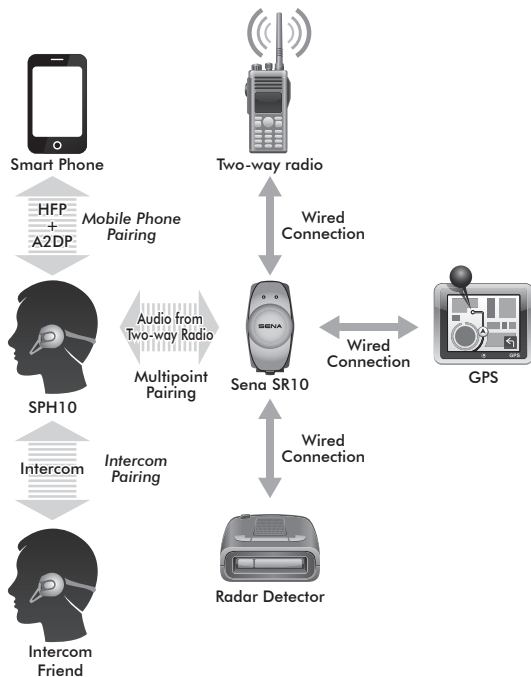 Smart Phone
Two-way radio
HFP
+
A2DP
Mobile Phone
Pairing
Wired
Connection
Audio from
Two-way Radio
SENA
Multipoint
Pairing
Sena SR10
Wired
Connection
GPS
GPS
SPH10
Intercom
Intercom
Pairing
Wired
Connection
Radar Detector
Intercom
Friend